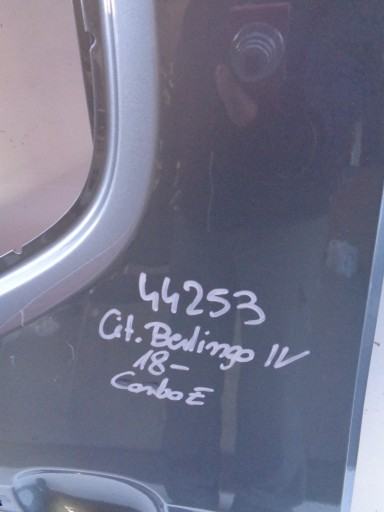 44253
Cit. Berlingo IV
18-
Combo E